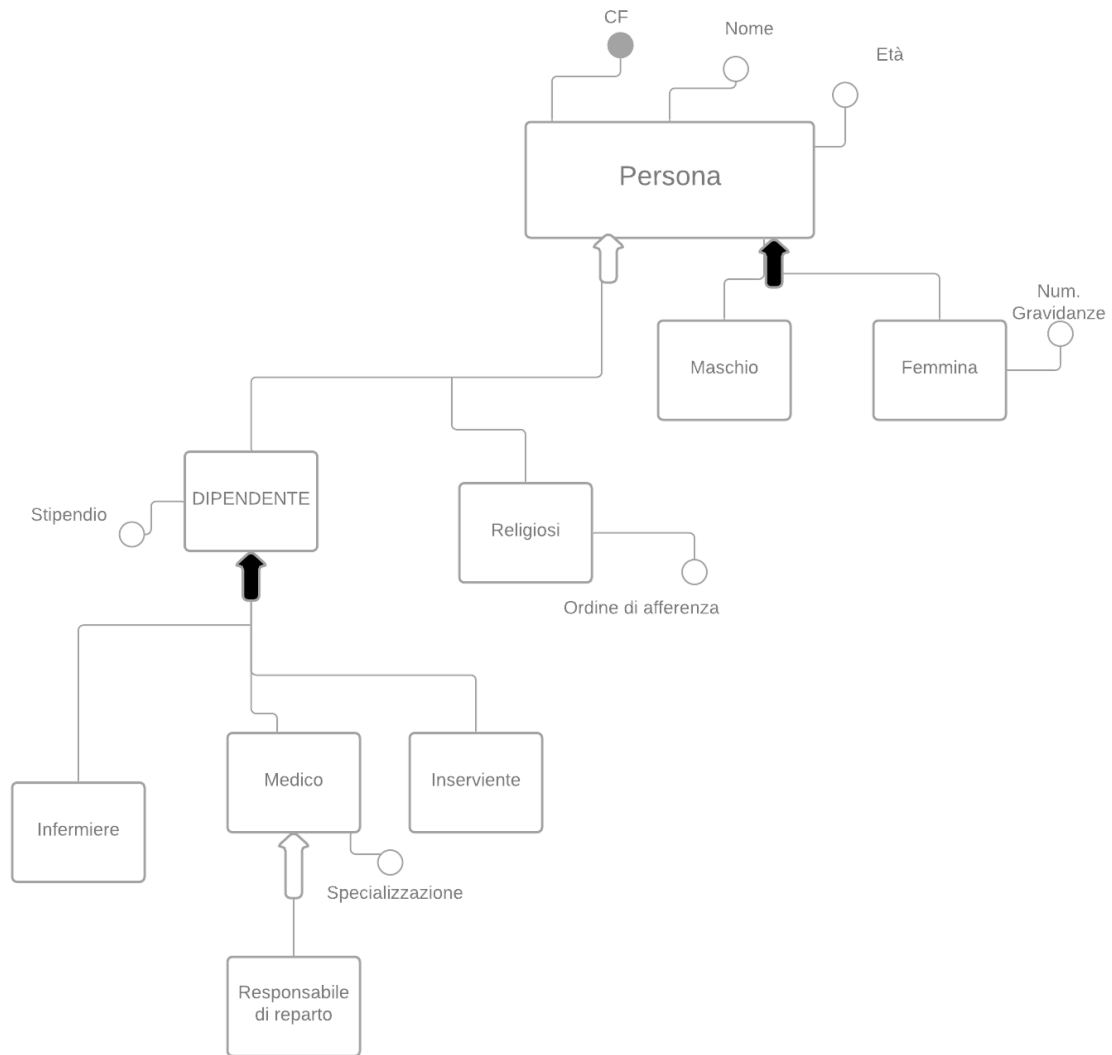 CF
Nome
Età
Persona
Num.
Gravidanze
Maschio
Femmina
DIPENDENTE
Stipendio
Religiosi
Ordine di afferenza
Medico
Inserviente
Infermiere
Specializzazione
Responsabile
di reparto